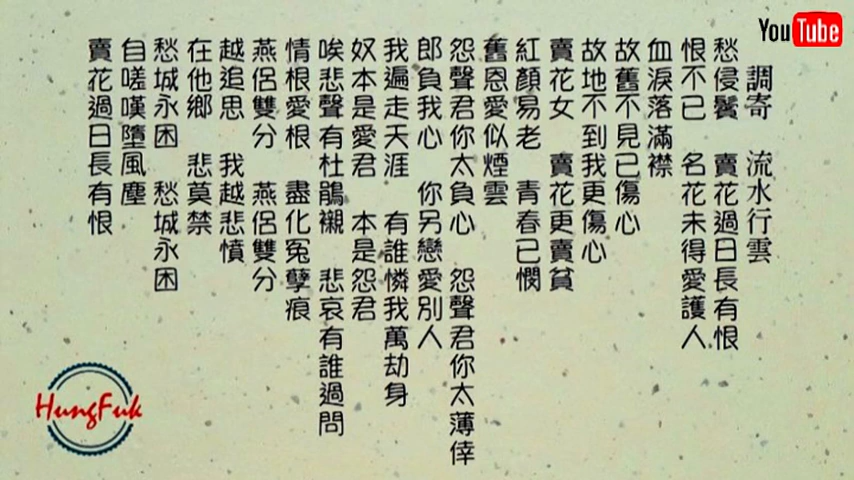 YouTube
調寄 流水行雲
愁侵鬢 賣花過日長有恨
恨不已 名花未得愛護人
血淚落滿襟
故舊不見已傷心
故地不到我更傷心
賣花女 賣花更賣貧
紅顏易老 青春已憫
舊恩愛似煙雲
怨聲君你太負心 怨聲君你太薄倖
郎負我心 你另戀愛別人
我遍走天涯 有誰憐我萬劫身
奴本是愛君 本是怨君
唉悲聲有杜鵑襯 悲哀有誰過問
情根愛根 盡化冤孽痕
燕侶雙分 燕侶雙分
越追思 我越悲憤
在他鄉 悲莫禁
愁城永困 愁城永困
自嗟嘆墮風塵
賣花過日長有恨
HungFuk